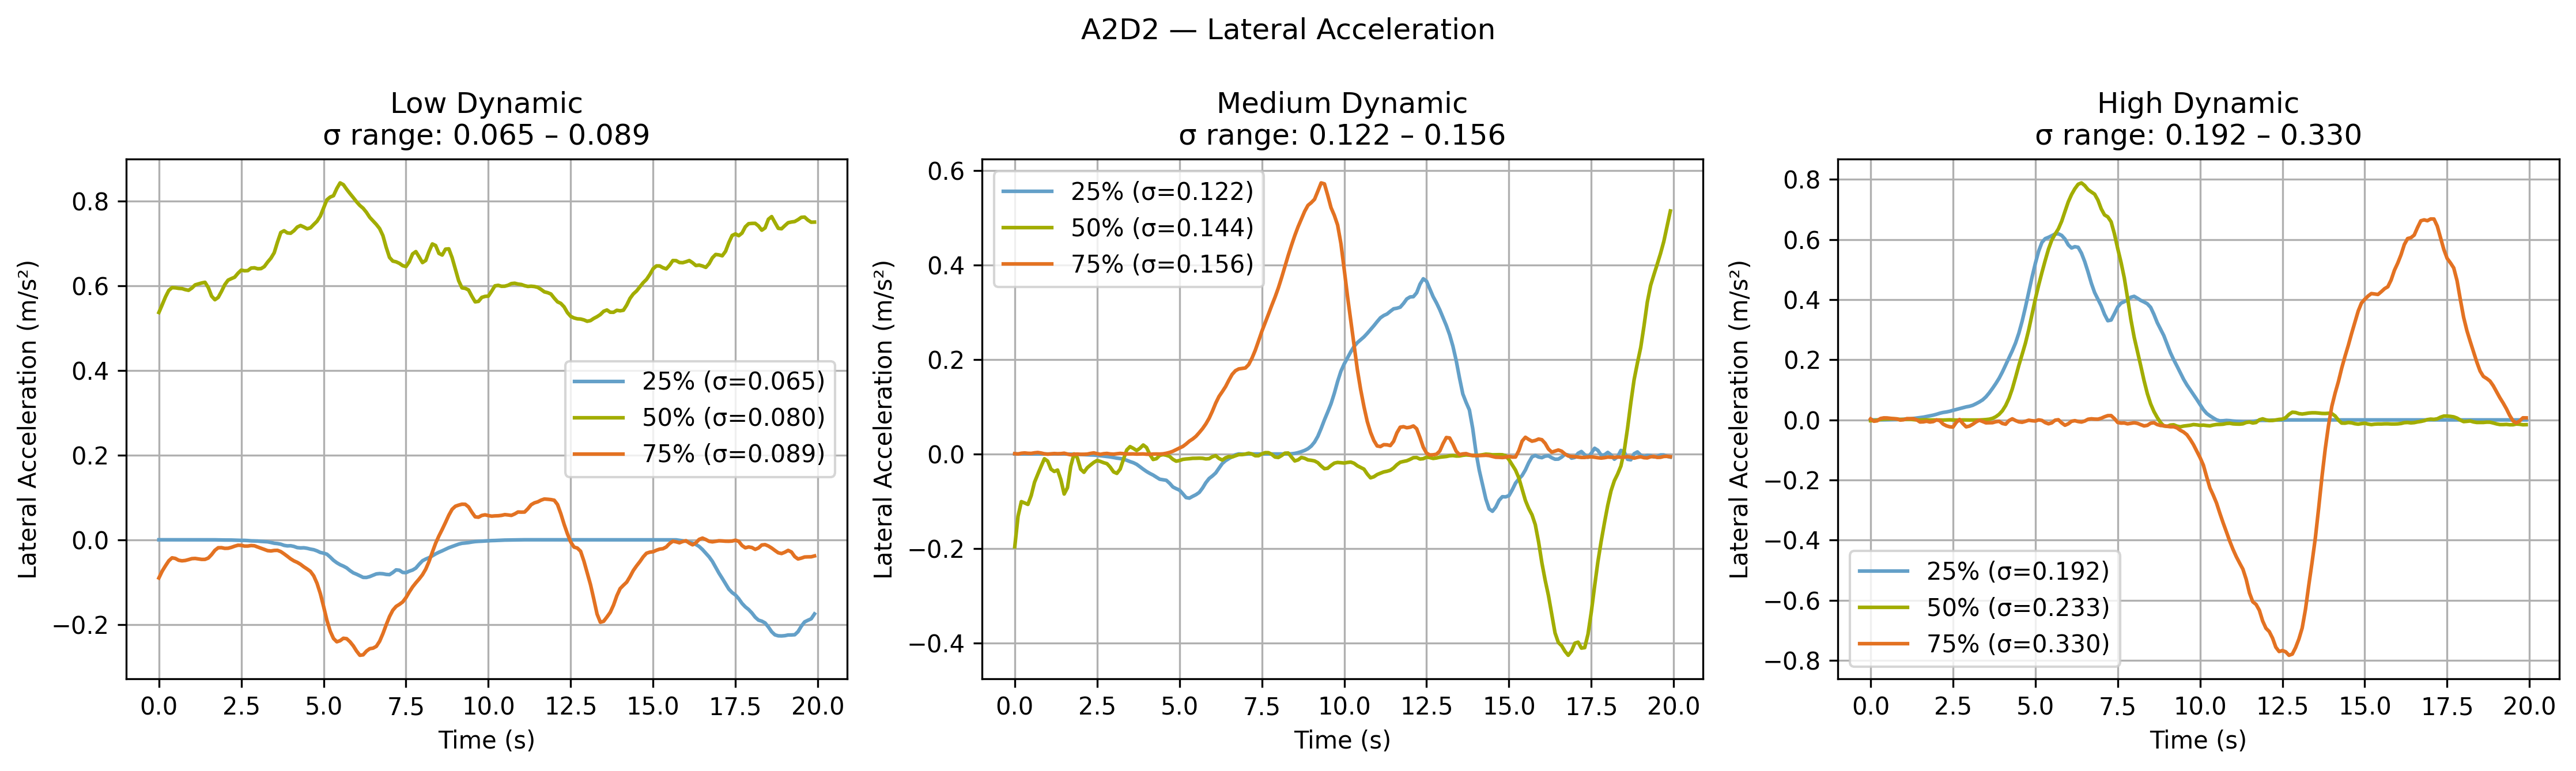 A2D2 — Lateral Acceleration
Low Dynamic
σ range: 0.065 – 0.089
Lateral Acceleration (m/s²)
0.8
0.6
0.4
0.2
0.0
−0.2
25% (σ=0.065)
50% (σ=0.080)
75% (σ=0.089)
0.0 2.5 5.0 7.5 10.0 12.5 15.0 17.5 20.0
Time (s)
Medium Dynamic
σ range: 0.122 – 0.156
Lateral Acceleration (m/s²)
0.6
0.4
0.2
0.0
−0.2
−0.4
25% (σ=0.122)
50% (σ=0.144)
75% (σ=0.156)
0.0 2.5 5.0 7.5 10.0 12.5 15.0 17.5 20.0
Time (s)
High Dynamic
σ range: 0.192 – 0.330
Lateral Acceleration (m/s²)
0.8
0.6
0.4
0.2
0.0
−0.2
−0.4
−0.6
−0.8
25% (σ=0.192)
50% (σ=0.233)
75% (σ=0.330)
0.0 2.5 5.0 7.5 10.0 12.5 15.0 17.5 20.0
Time (s)